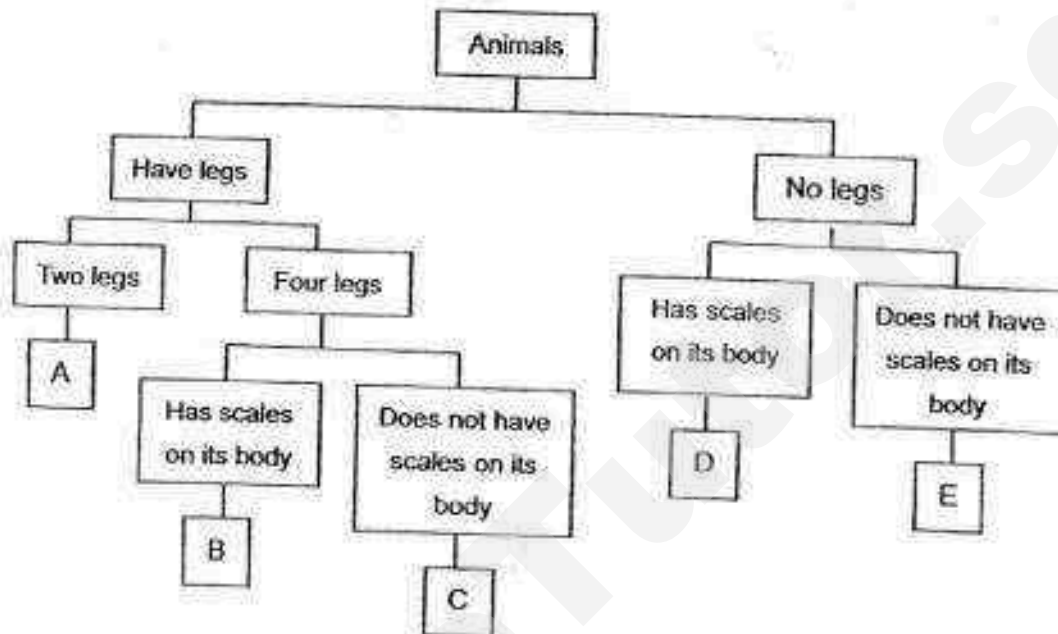 Animals
Have legs
No legs
Two legs
Four legs
Has scales
on its body
Does not have
scales on its
body
A
Has scales
on its body
Does not have
scales on its
body
D
E
B
C